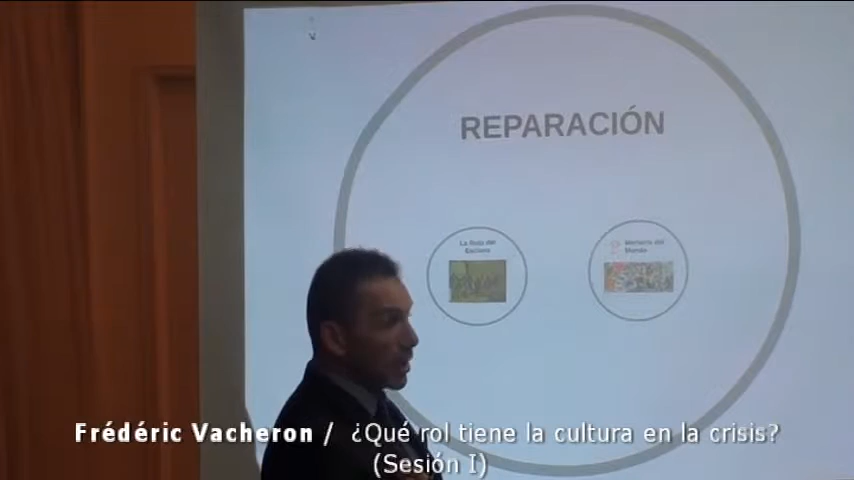 REPARACIÓN
La Ruta del
Esclavo
Memoria del
Mundo
Frédéric Vacheron / ¿Qué rol tiene la cultura en la crisis?
(Sesión I)